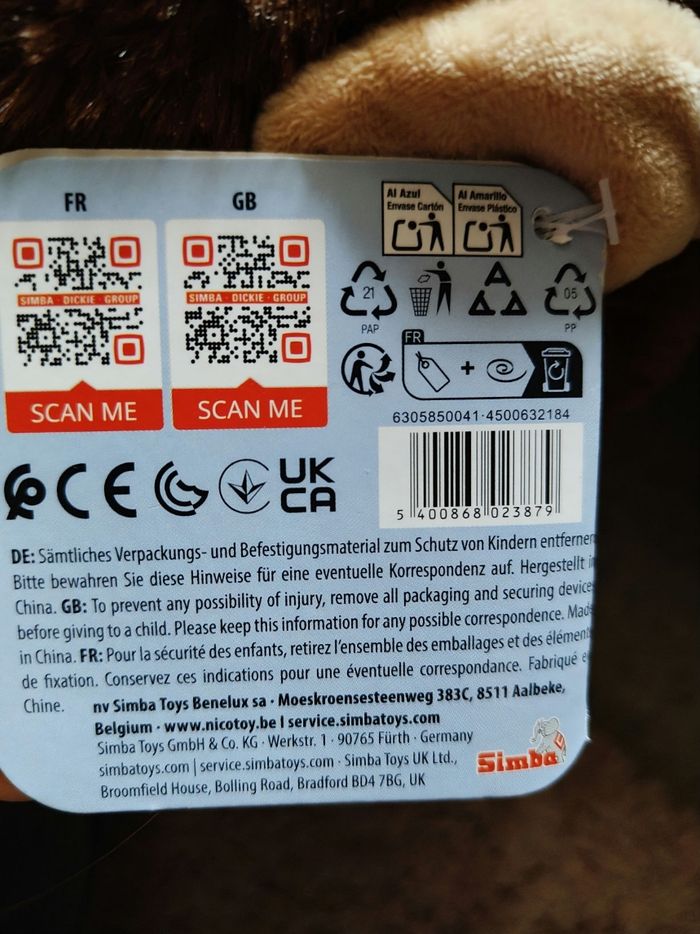 FR
GB
Al Azul
Envase Cartón
Al Amarillo
Envase Plástico
SIMBA · DICKIE · GROUP
SIMBA · DICKIE · GROUP
SCAN ME
SCAN ME
21
PAP
05
PP
FR
+
6305850041·4500632184
5 400868 023879
CE
UK
CA
DE: Sämtliches Verpackungs- und Befestigungsmaterial zum Schutz von Kindern entfernen
Bitte bewahren Sie diese Hinweise für eine eventuelle Korrespondenz auf. Hergestellt in
China. GB: To prevent any possibility of injury, remove all packaging and securing devices
before giving to a child. Please keep this information for any possible correspondence. Made
in China. FR: Pour la sécurité des enfants, retirez l'ensemble des emballages et des élément
de fixation. Conservez ces indications pour une éventuelle correspondance. Fabriqué e
Chine.
nv Simba Toys Benelux sa · Moeskroensesteenweg 383C, 8511 Aalbeke,
Belgium · www.nicotoy.be I service.simbatoys.com
Simba Toys GmbH & Co. KG · Werkstr. 1 · 90765 Fürth · Germany
simbatoys.com | service.simbatoys.com · Simba Toys UK Ltd.,
Broomfield House, Bolling Road, Bradford BD4 7BG, UK
Simba